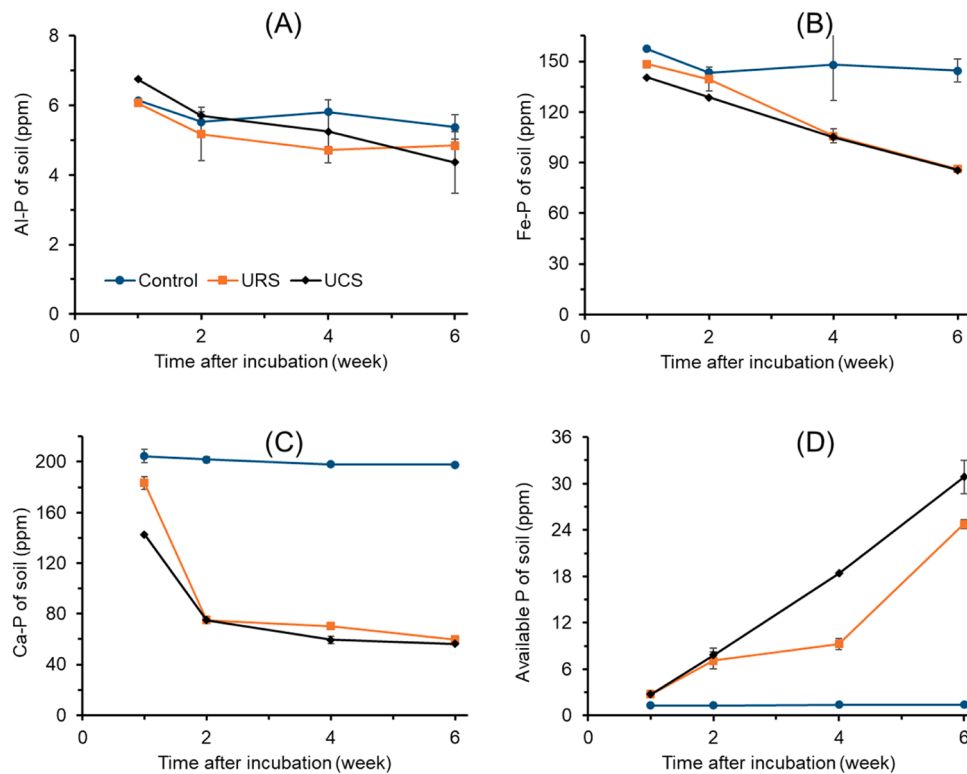 (A)
Al-P of soil (ppm)
8
6
4
2
0
Control URS UCS
0 2 4 6
Time after incubation (week)
(B)
Fe-P of soil (ppm)
150
120
90
60
30
0
0 2 4 6
Time after incubation (week)
(C)
Ca-P of soil (ppm)
200
160
120
80
40
0
0 2 4 6
Time after incubation (week)
(D)
Available P of soil (ppm)
36
30
24
18
12
6
0
0 2 4 6
Time after incubation (week)